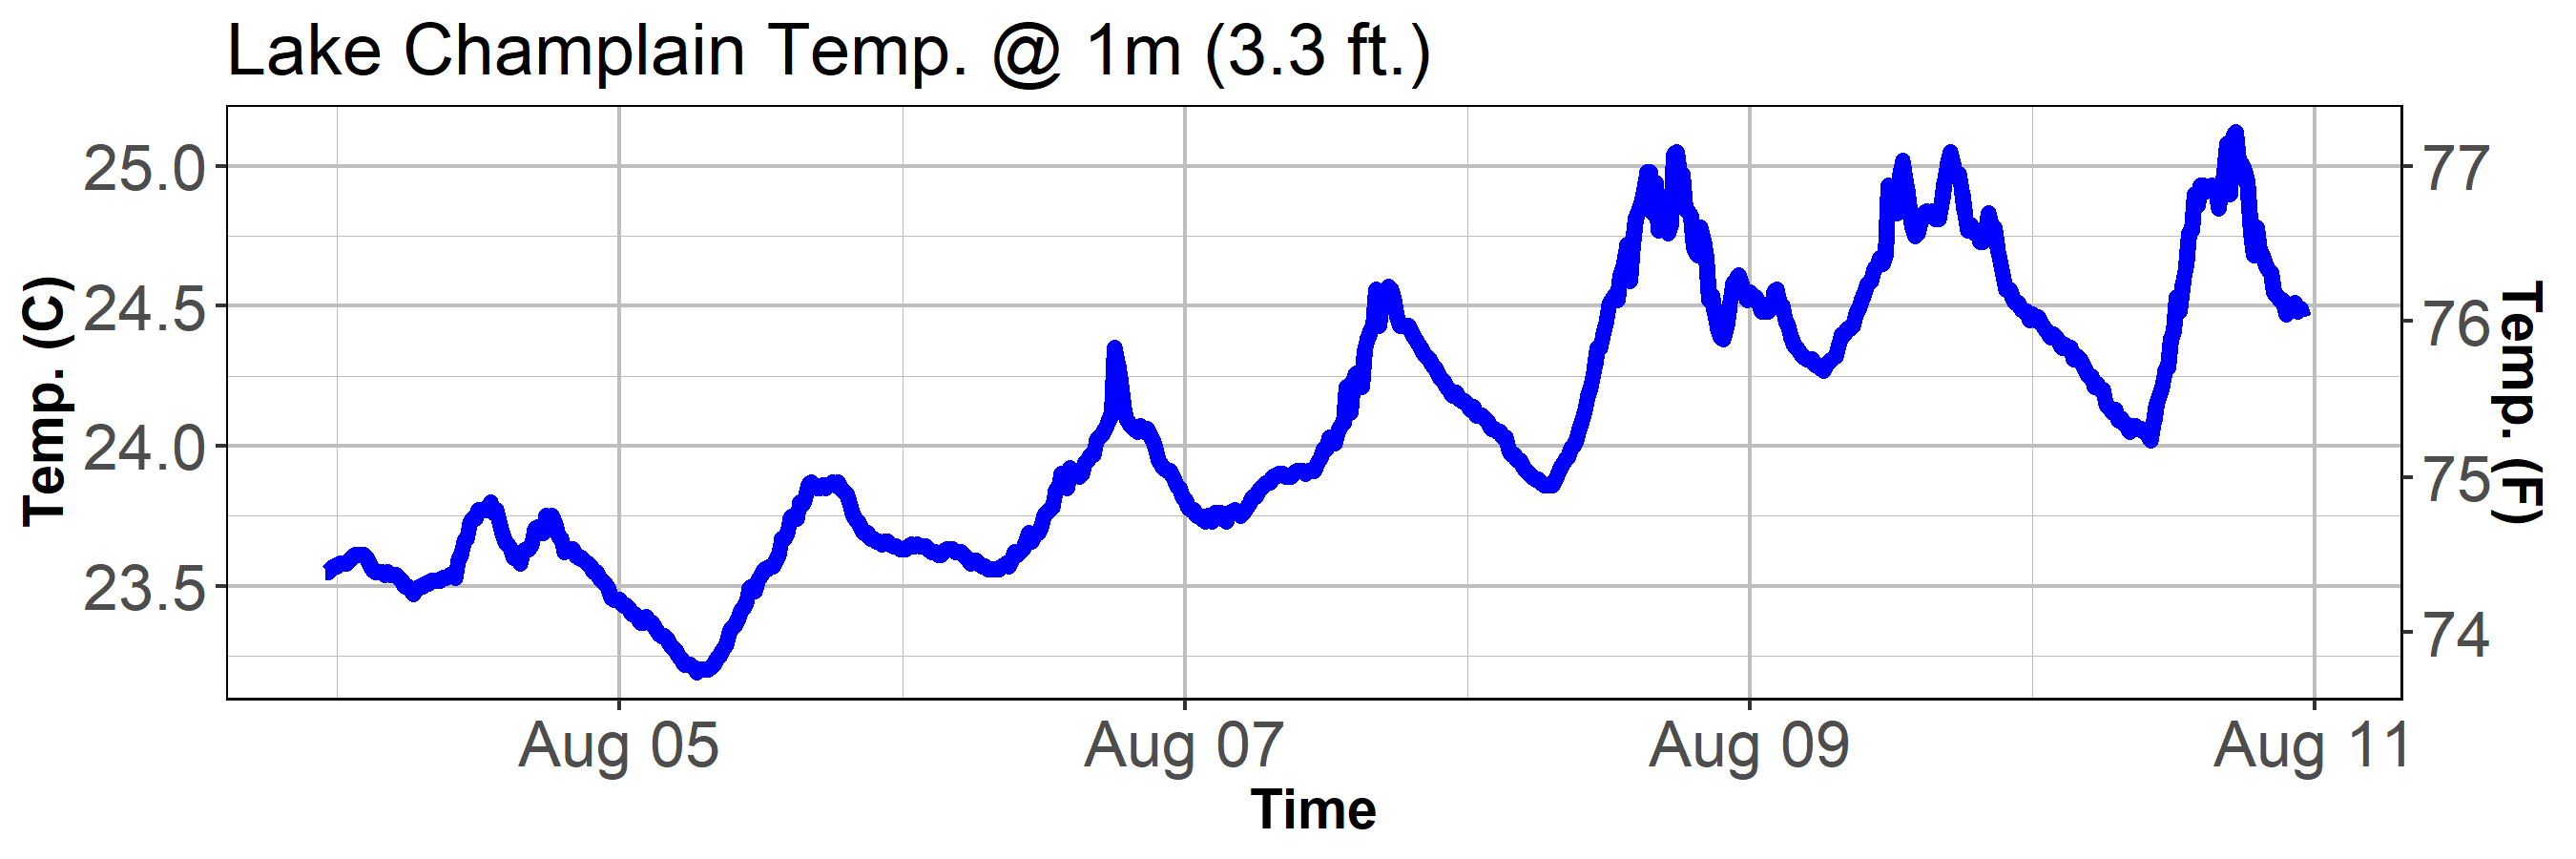 Lake Champlain Temp. @ 1m (3.3 ft.)
Temp. (C)
25.0
24.5
24.0
23.5
77
76
75
74
Temp. (F)
Aug 05 Aug 07 Aug 09 Aug 11
Time